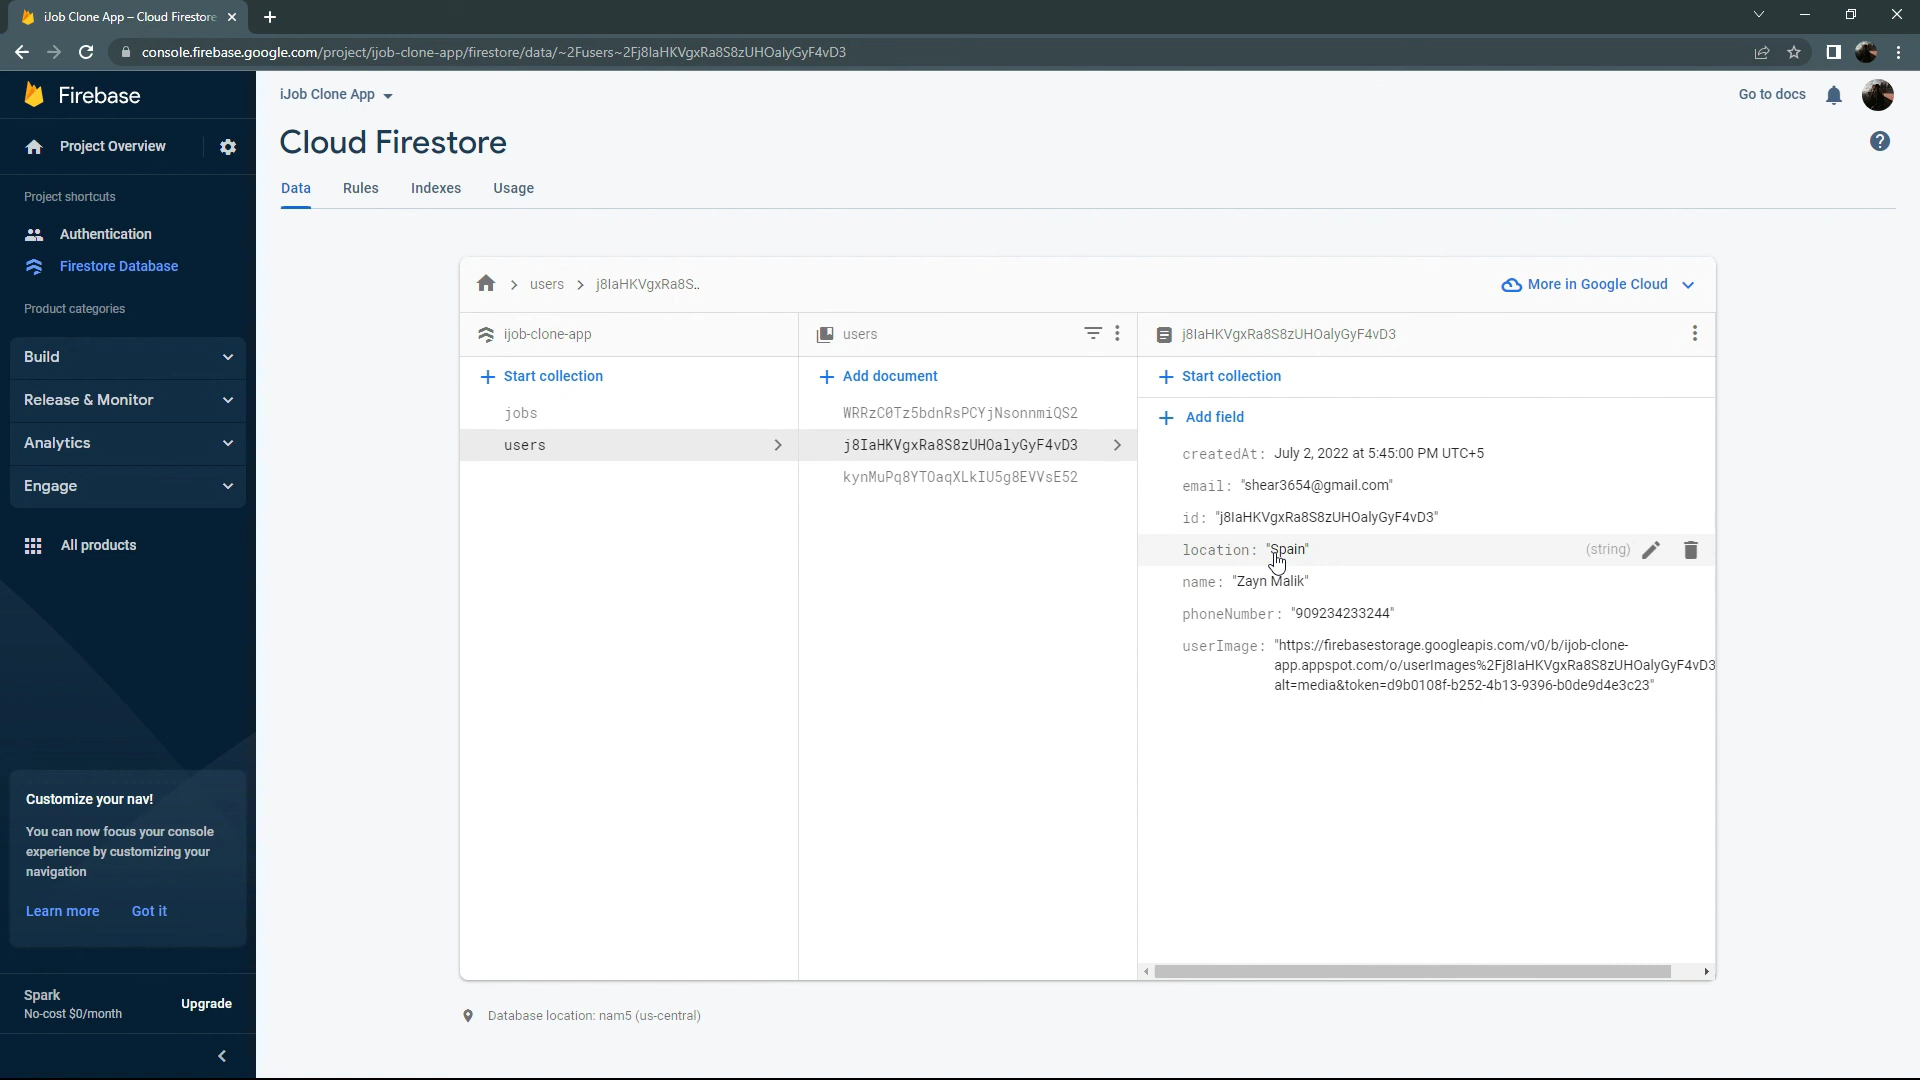 iJob Clone App – Cloud Firestore
console.firebase.google.com/project/ijob-clone-app/firestore/data/~2Fusers~2Fj8IaHKVgxRa8S8zUHOalyGyF4vD3
Firebase
iJob Clone App
Go to docs
Project Overview
Cloud Firestore
Data Rules Indexes Usage
Project shortcuts
Authentication
Firestore Database
Product categories
Build
Release & Monitor
Analytics
Engage
All products
users
j8IaHKVgxRa8S..
More in Google Cloud
ijob-clone-app
Start collection
jobs
users
users
Add document
WRRzC0Tz5bdnRsPCYjNsonnmiQS2
j8IaHKVgxRa8S8zUHOalyGyF4vD3
kynMuPq8YTOaqXLkIU5g8EVVsE52
j8IaHKVgxRa8S8zUHOalyGyF4vD3
Start collection
Add field
createdAt: July 2, 2022 at 5:45:00 PM UTC+5
email: "shear3654@gmail.com"
id: "j8IaHKVgxRa8S8zUHOalyGyF4vD3"
location: "Spain" (string)
name: "Zayn Malik"
phoneNumber: "909234233244"
userImage: "https://firebasestorage.googleapis.com/v0/b/ijob-clone-
app.appspot.com/o/userImages%2Fj8IaHKVgxRa8S8zUHOalyGyF4vD3
alt=media&token=d9b0108f-b252-4b13-9396-b0de9d4e3c23"
Customize your nav!
You can now focus your console
experience by customizing your
navigation
Learn more Got it
Spark
No-cost $0/month
Upgrade
Database location: nam5 (us-central)